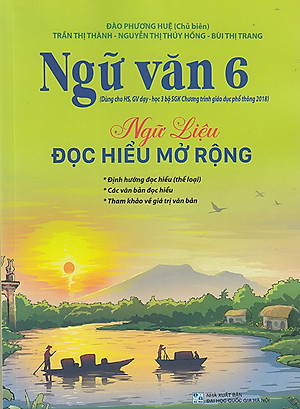 ĐÀO PHƯƠNG HUỆ (Chủ biên)
TRẦN THỊ THÀNH - NGUYỄN THỊ THÚY HỒNG - BÙI THỊ TRANG
Ngữ văn 6
(Dùng cho HS, GV dạy - học 3 bộ SGK Chương trình giáo dục phổ thông 2018)
Ngữ Liệu
ĐỌC HIỂU MỞ RỘNG
* Định hướng đọc hiểu (thể loại)
* Các văn bản đọc hiểu
* Tham khảo về giá trị văn bản
NHÀ XUẤT BẢN
ĐẠI HỌC QUỐC GIA HÀ NỘI